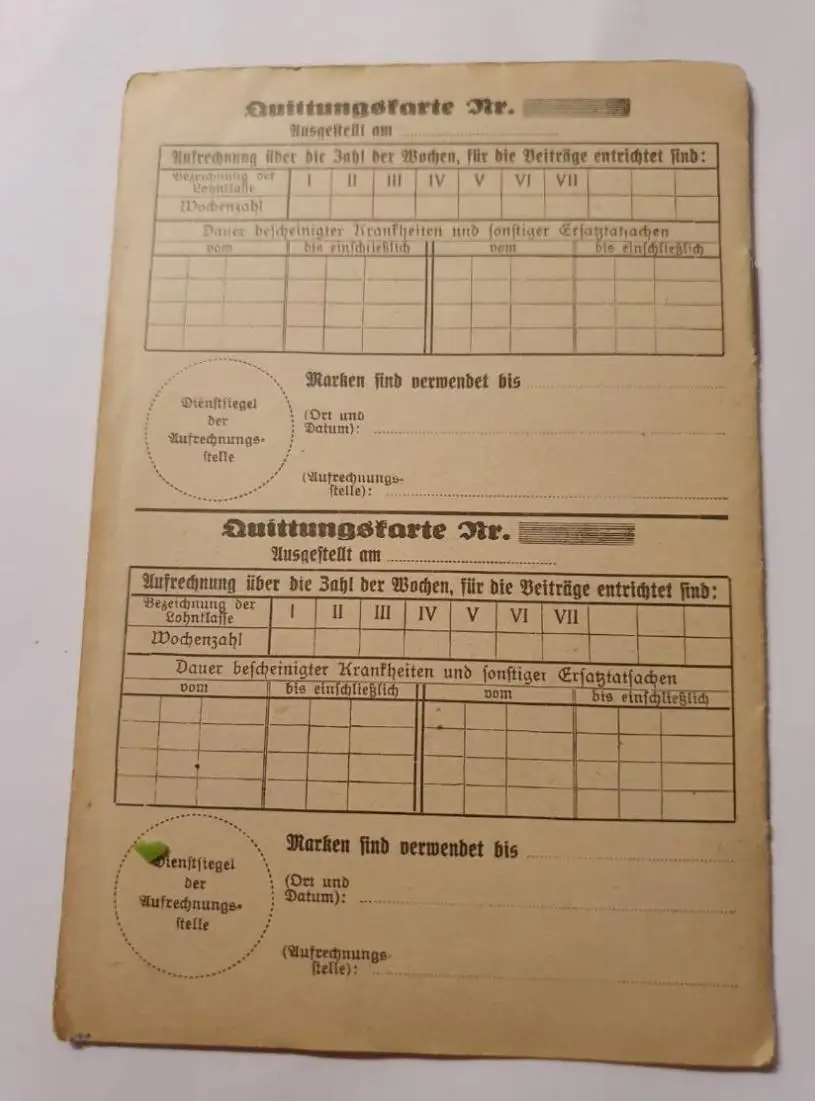 Quittungskarte Nr.
Ausgestellt am
Aufrechnung über die Zahl der Wochen, für die Beiträge entrichtet sind:
Bezeichnung der
Lohnklasse
I II III IV V VI VII
Wochenzahl
Dauer bescheinigter Krankheiten und sonstiger Ersatztatsachen
vom bis einschließlich vom bis einschließlich
Marken sind verwendet bis
Dienstsiegel
der
Aufrechnungs-
stelle
(Ort und
Datum):
(Aufrechnungs-
stelle):
Quittungskarte Nr.
Ausgestellt am
Aufrechnung über die Zahl der Wochen, für die Beiträge entrichtet sind:
Bezeichnung der
Lohnklasse
I II III IV V VI VII
Wochenzahl
Dauer bescheinigter Krankheiten und sonstiger Ersatztatsachen
vom bis einschließlich vom bis einschließlich
Marken sind verwendet bis
Dienstsiegel
der
Aufrechnungs-
stelle
(Ort und
Datum):
(Aufrechnungs-
stelle):